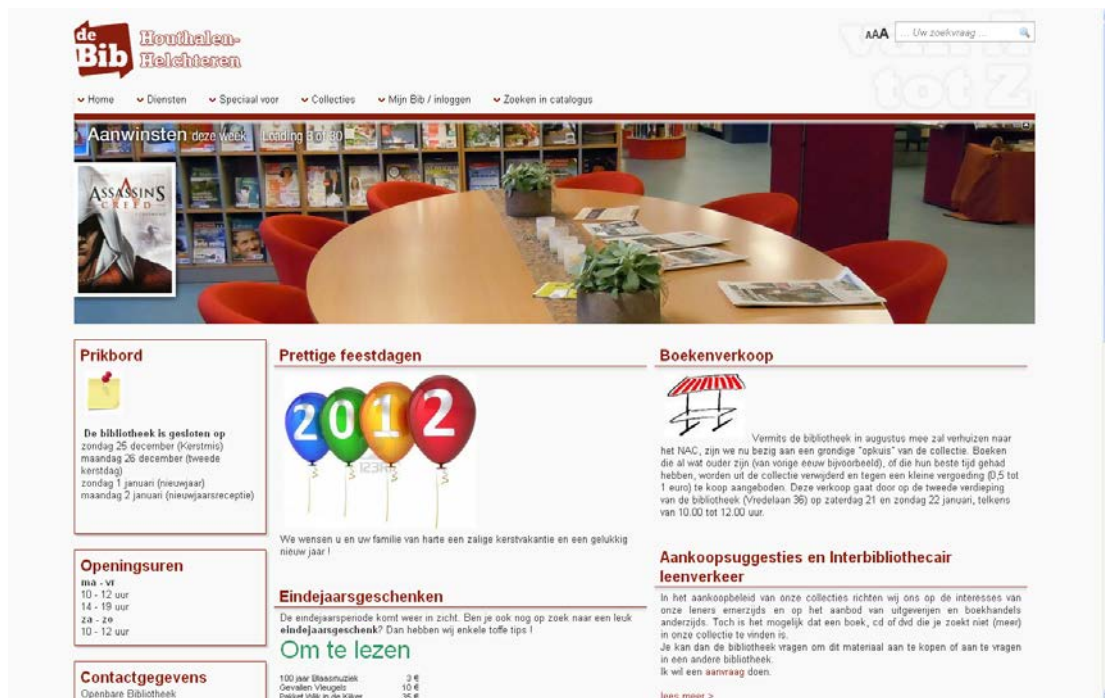 de
Bib
Houthalen-
Helchteren
AAA
... Uw zoekvraag ...
van A
tot Z
Home
Diensten
Speciaal voor
Collecties
Mijn Bib / inloggen
Zoeken in catalogus
Aanwinsten deze week Loading 3 of 30
ASSASSIN'S
CREED
Prikbord
De bibliotheek is gesloten op
zondag 25 december (Kerstmis)
maandag 26 december (tweede
kerstdag)
zondag 1 januari (nieuwjaar)
maandag 2 januari (nieuwjaarsreceptie)
Openingsuren
ma - vr
10 - 12 uur
14 - 19 uur
za - zo
10 - 12 uur
Contactgegevens
Openbare Bibliotheek
Prettige feestdagen
2012
123R
We wensen u en uw familie van harte een zalige kerstvakantie en een gelukkig
nieuw jaar !
Eindejaarsgeschenken
De eindejaarsperiode komt weer in zicht. Ben je ook nog op zoek naar een leuk
eindejaarsgeschenk? Dan hebben wij enkele toffe tips !
Om te lezen
100 jaar Blaasmuziek 3 €
Gevallen Vleugels 10 €
Pakket Wilk in de Kijker 35 €
Boekenverkoop
Vermits de bibliotheek in augustus mee zal verhuizen naar
het NAC, zijn we nu bezig aan een grondige "opkuis" van de collectie. Boeken
die al wat ouder zijn (van vorige eeuw bijvoorbeeld), of die hun beste tijd gehad
hebben, worden uit de collectie verwijderd en tegen een kleine vergoeding (0,5 tot
1 euro) te koop aangeboden. Deze verkoop gaat door op de tweede verdieping
van de bibliotheek (Vredelaan 36) op zaterdag 21 en zondag 22 januari, telkens
van 10.00 tot 12.00 uur.
Aankoopsuggesties en Interbibliothecair
leenverkeer
In het aankoopbeleid van onze collecties richten wij ons op de interesses van
onze leners emerzijds en op het aanbod van uitgeverijen en boekhandels
anderzijds. Toch is het mogelijk dat een boek, cd of dvd die je zoekt niet (meer)
in onze collectie te vinden is.
Je kan dan de bibliotheek vragen om dit materiaal aan te kopen of aan te vragen
in een andere bibliotheek.
Ik wil een aanvraag doen.
lees meer >